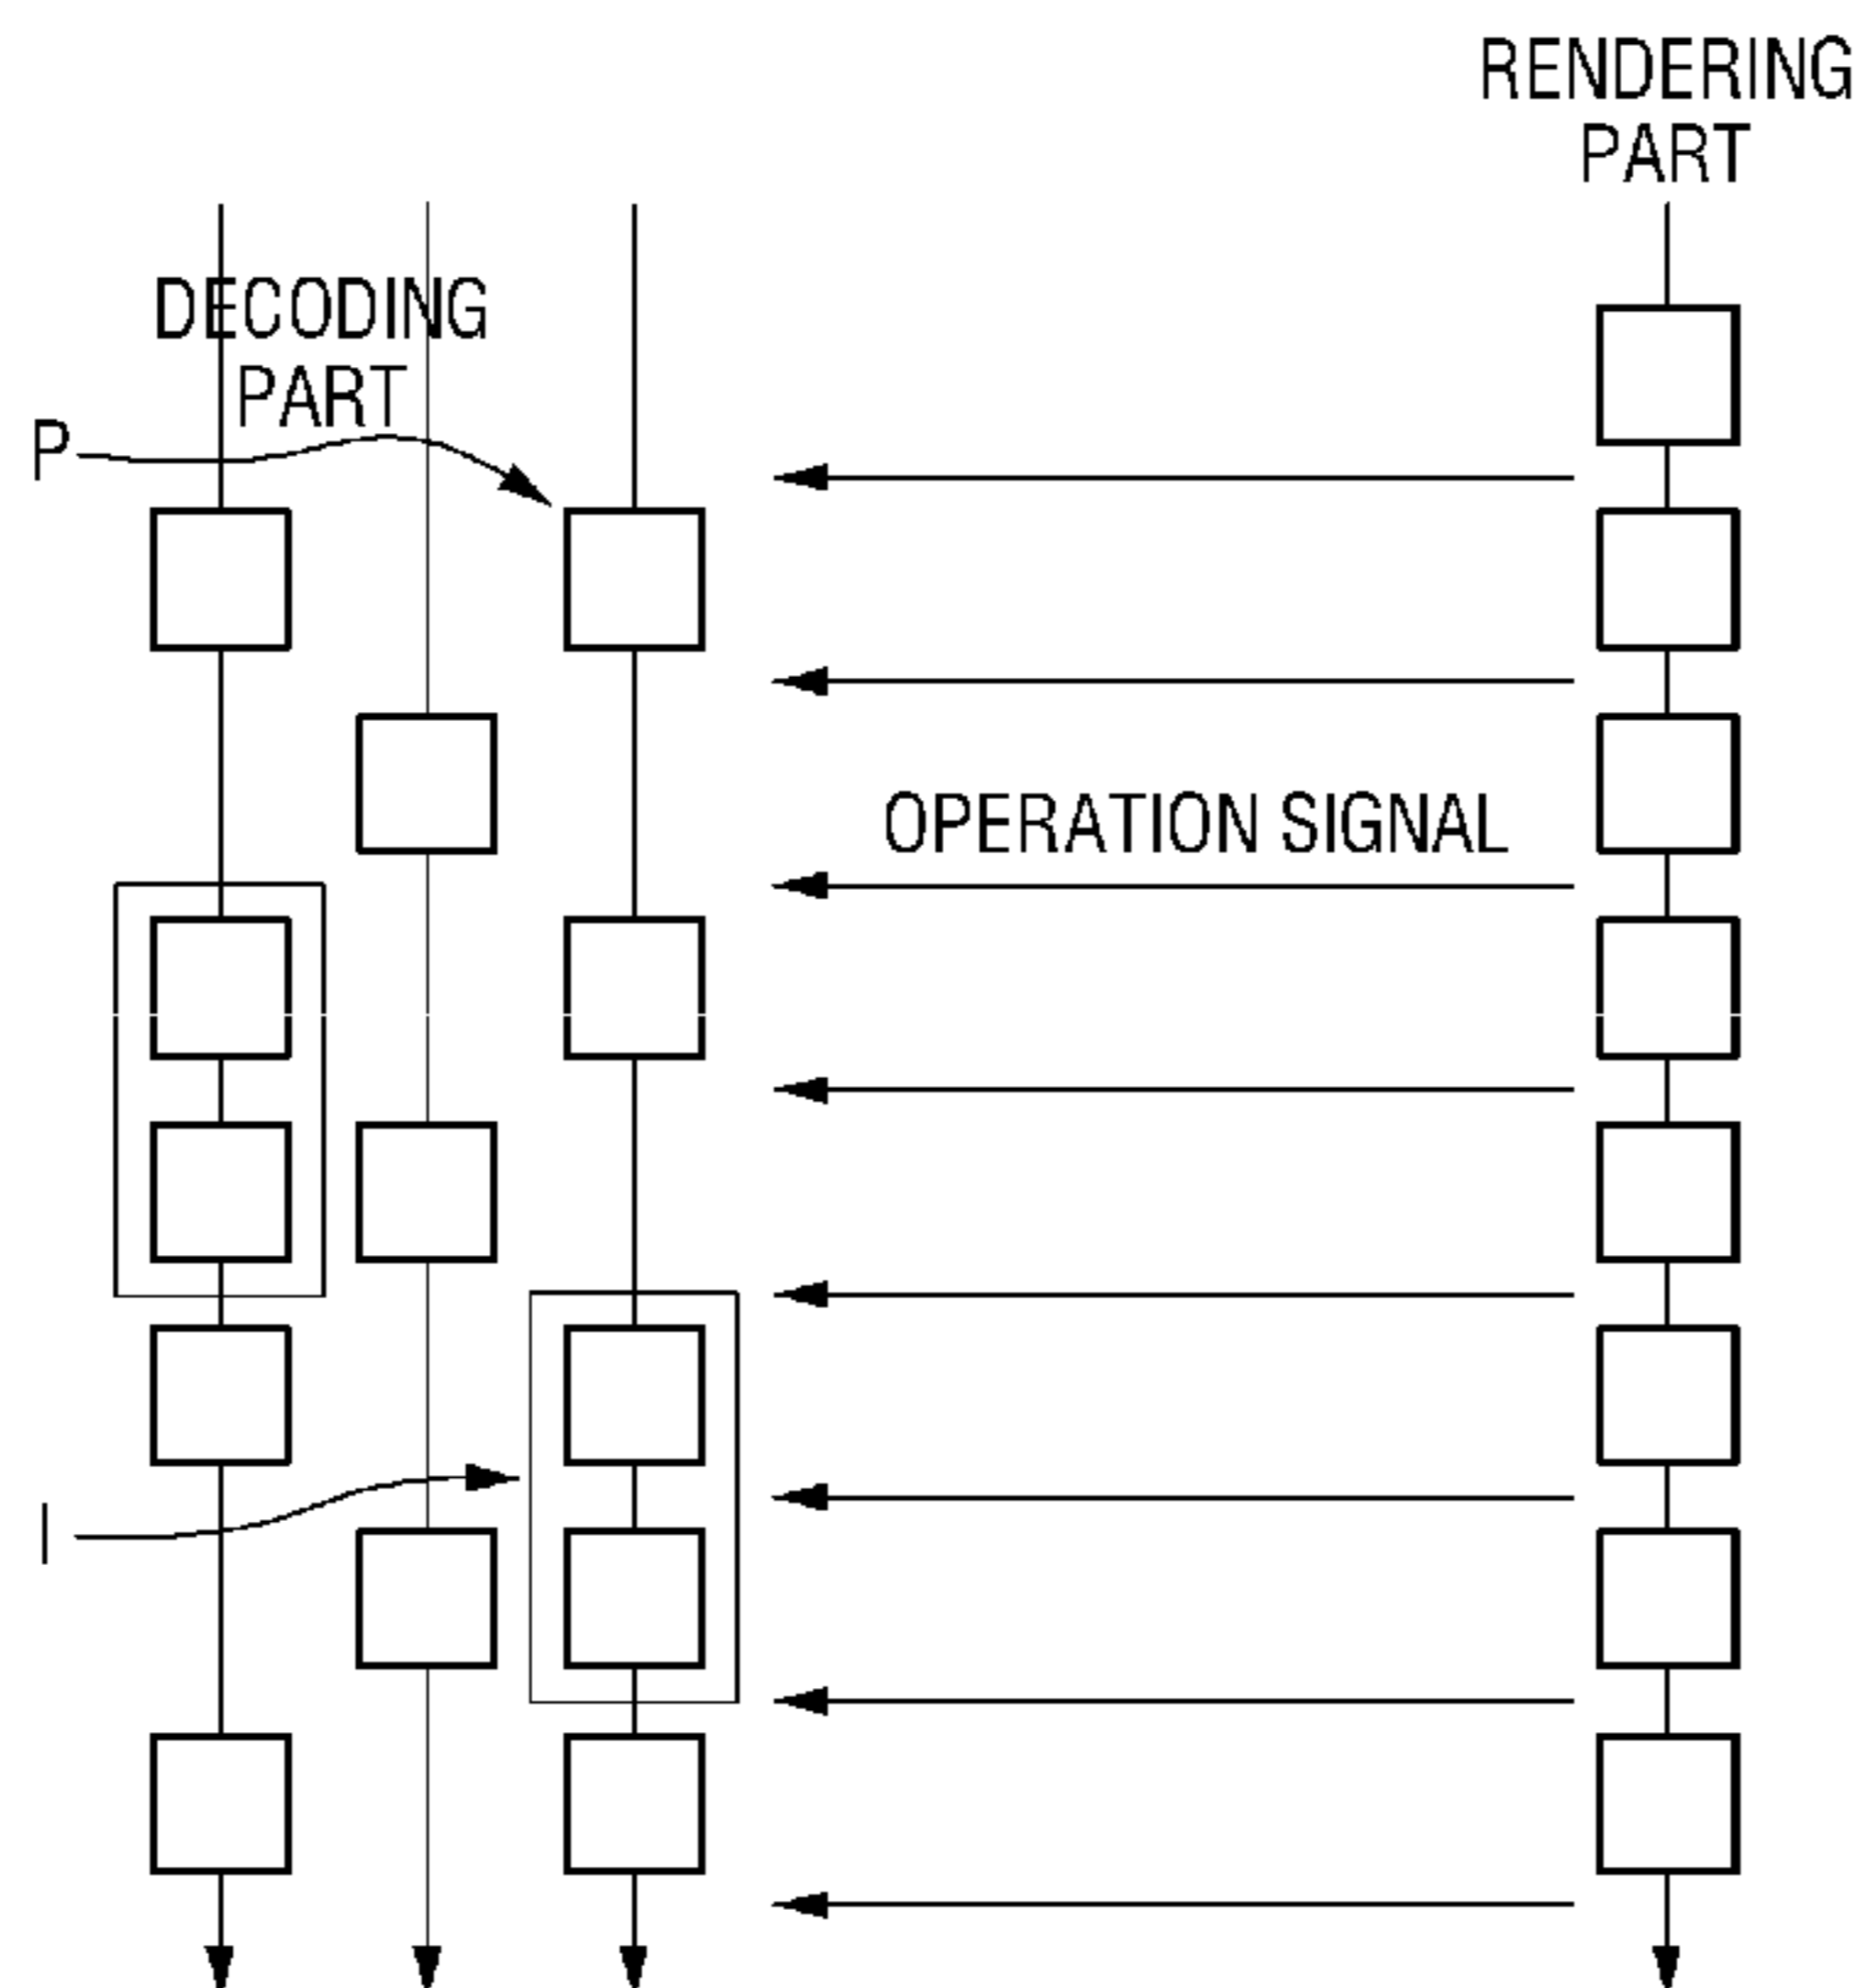 RENDERING
PART
DECODING
PART
P
OPERATION SIGNAL
I